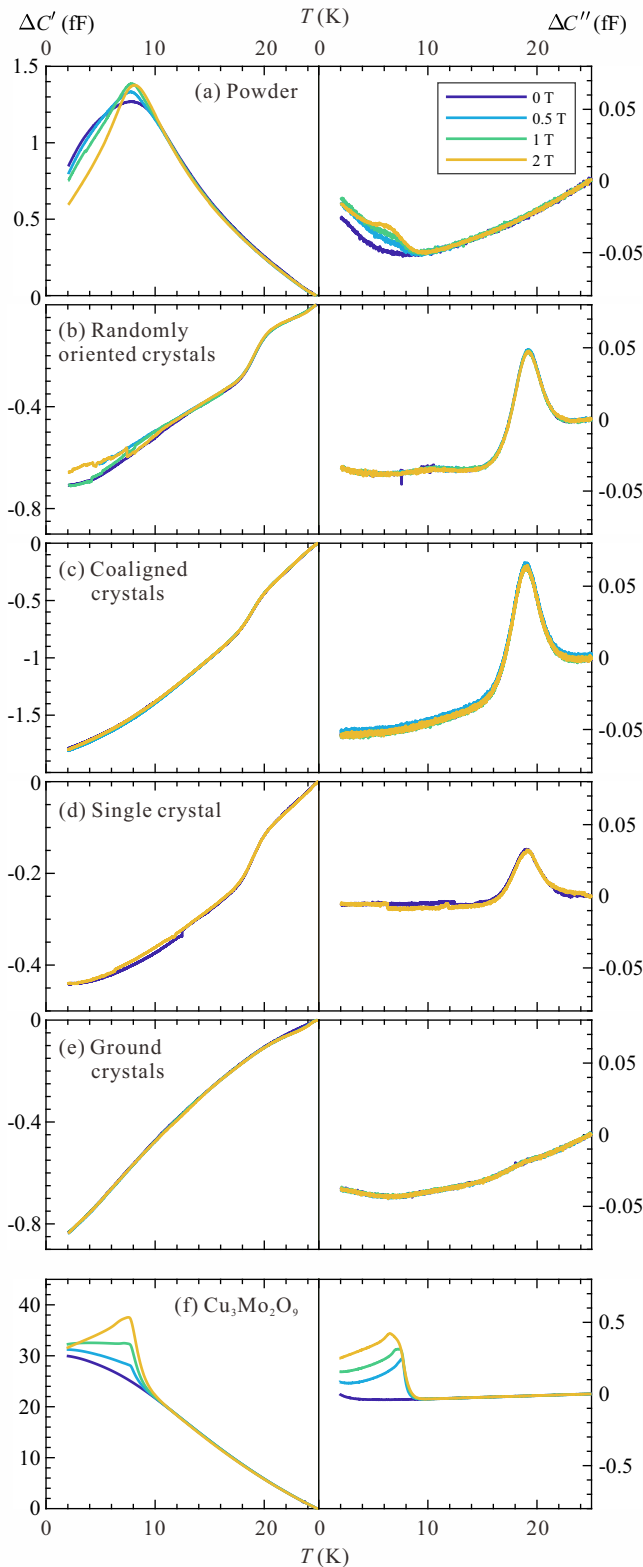 ΔC′ (fF) T (K) ΔC′′ (fF)
0 10 20 0 10 20
(a) Powder
1.5
1
0.5
0
0 T
0.5 T
1 T
2 T
0.05
0
-0.05
(b) Randomly
oriented crystals
-0.4
-0.8
0.05
0
-0.05
(c) Coaligned
crystals
0
-0.5
-1
-1.5
0.05
0
-0.05
(d) Single crystal
0
-0.2
-0.4
0.05
0
-0.05
(e) Ground
crystals
0
-0.4
-0.8
0.05
0
-0.05
(f) Cu₃Mo₂O₉
40
30
20
10
0
0.5
0
-0.5
0 10 20 0 10 20
T (K)